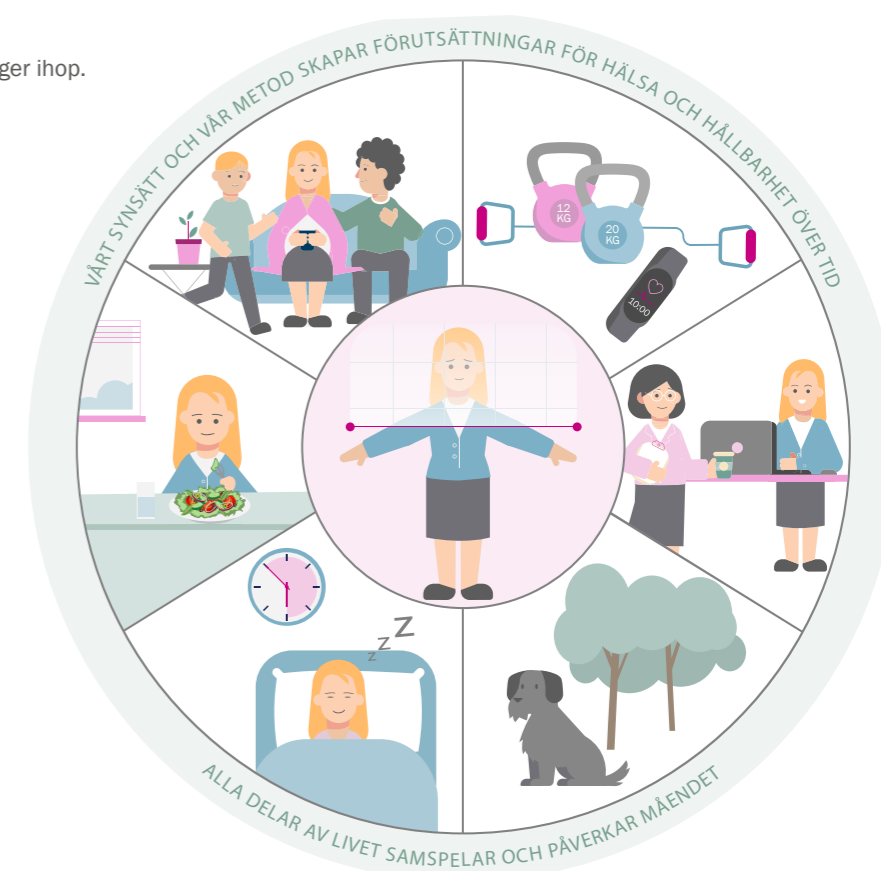 ger ihop.
VÅRT SYNSÄTT OCH VÅR METOD SKAPAR FÖRUTSÄTTNINGAR FÖR HÄLSA OCH HÅLLBARHET ÖVER TID
12
KG
20
KG
10:00
z z Z
ALLA DELAR AV LIVET SAMSPELAR OCH PÅVERKAR MÅENDET